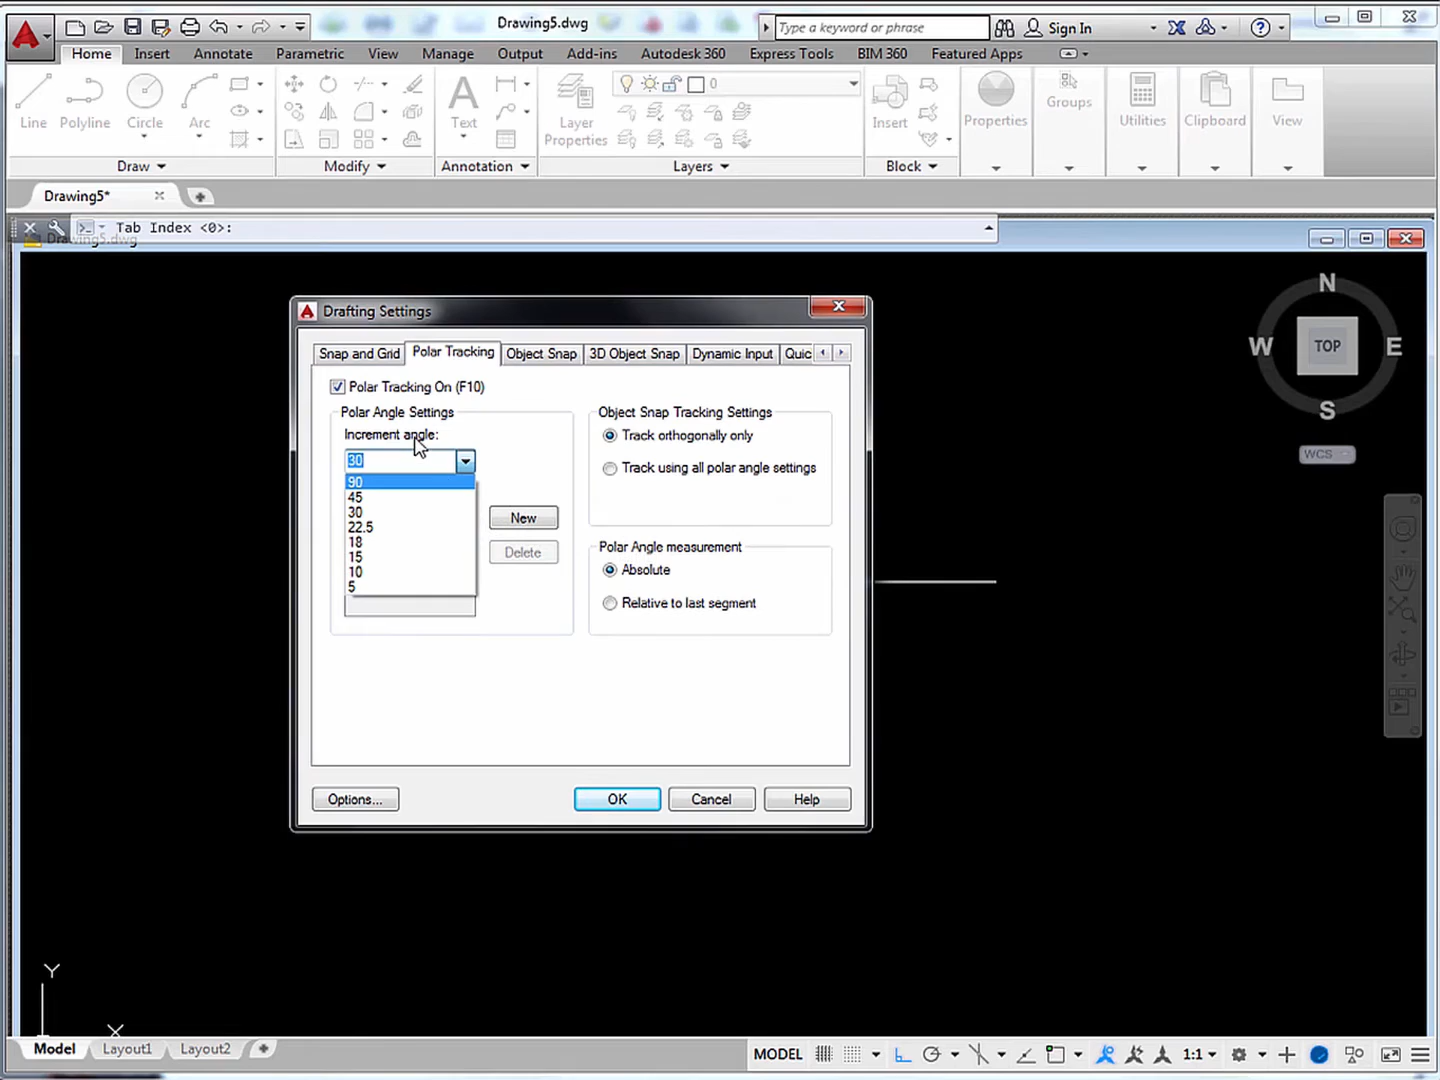 Drawing5.dwg
Type a keyword or phrase
Sign In
Home Insert Annotate Parametric View Manage Output Add-ins Autodesk 360 Express Tools BIM 360 Featured Apps
Line Polyline Circle Arc
Text
Layer Properties
0
Insert
Properties
Groups
Utilities
Clipboard
View
Draw Modify Annotation Layers Block
Drawing5*
Tab Index <0>:
Drawing5.dwg
N
W TOP E
S
WCS
Drafting Settings
Snap and Grid Polar Tracking Object Snap 3D Object Snap Dynamic Input Quic
Polar Tracking On (F10)
Polar Angle Settings
Increment angle:
30
90
45
30
22.5
18
15
10
5
New
Delete
Object Snap Tracking Settings
Track orthogonally only
Track using all polar angle settings
Polar Angle measurement
Absolute
Relative to last segment
Options... OK Cancel Help
Y
X
Model Layout1 Layout2
MODEL 1:1